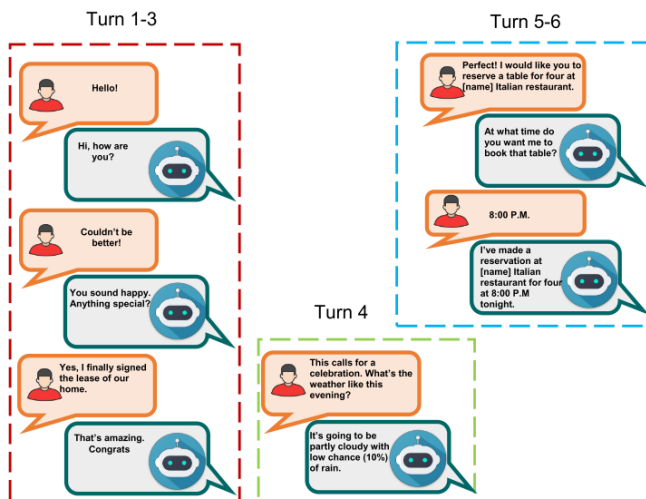 Turn 1-3
Hello!
Hi, how are
you?
Couldn't be
better!
You sound happy.
Anything special?
Yes, I finally signed
the lease of our
home.
That's amazing.
Congrats
Turn 4
This calls for a
celebration. What's the
weather like this
evening?
It's going to be
partly cloudy with
low chance (10%)
of rain.
Turn 5-6
Perfect! I would like you to
reserve a table for four at
[name] Italian restaurant.
At what time do
you want me to
book that table?
8:00 P.M.
I've made a
reservation at
[name] Italian
restaurant for four
at 8:00 P.M
tonight.